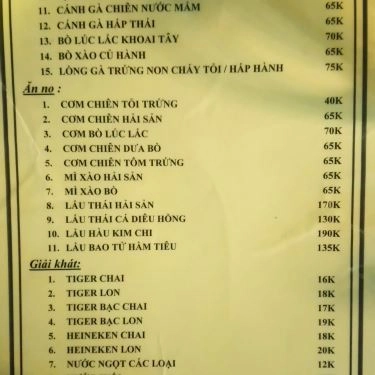 11. CÁNH GÀ CHIÊN NƯỚC MẮM 65K
12. CÁNH GÀ HẤP THÁI 65K
13. BÒ LÚC LẮC KHOAI TÂY 70K
14. BÒ XÀO CỦ HÀNH 65K
15. LÒNG GÀ TRỨNG NON CHÁY TỎI / HẤP HÀNH 75K
Ăn no :
1. CƠM CHIÊN TỎI TRỨNG 40K
2. CƠM CHIÊN HẢI SẢN 65K
3. CƠM BÒ LÚC LẮC 70K
4. CƠM CHIÊN DƯA BÒ 65K
5. CƠM CHIÊN TÔM TRỨNG 65K
6. MÌ XÀO HẢI SẢN 65K
7. MÌ XÀO BÒ 65K
8. LẨU THÁI HẢI SẢN 170K
9. LẨU THÁI CÁ DIÊU HỒNG 130K
10. LẨU HÀU KIM CHI 190K
11. LẨU BAO TỬ HẦM TIÊU 135K
Giải khát:
1. TIGER CHAI 16K
2. TIGER LON 18K
3. TIGER BẠC CHAI 17K
4. TIGER BẠC LON 19K
5. HEINEKEN CHAI 18K
6. HEINEKEN LON 20K
7. NƯỚC NGỌT CÁC LOẠI 12K